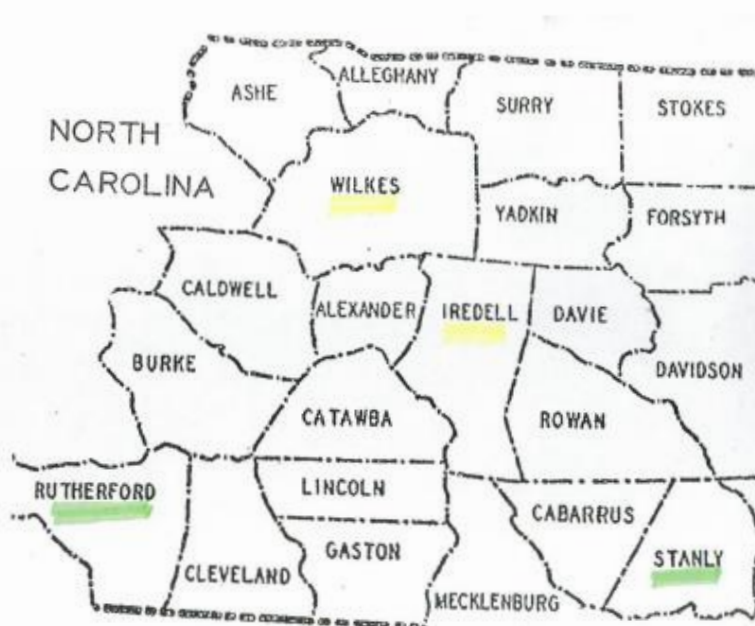 ALLEGHANY
ASHE
SURRY
STOKES
NORTH
CAROLINA
WILKES
YADKIN
FORSYTH
CALDWELL
ALEXANDER
IREDELL
DAVIE
BURKE
DAVIDSON
CATAWBA
ROWAN
RUTHERFORD
LINCOLN
CABARRUS
GASTON
STANLY
CLEVELAND
MECKLENBURG